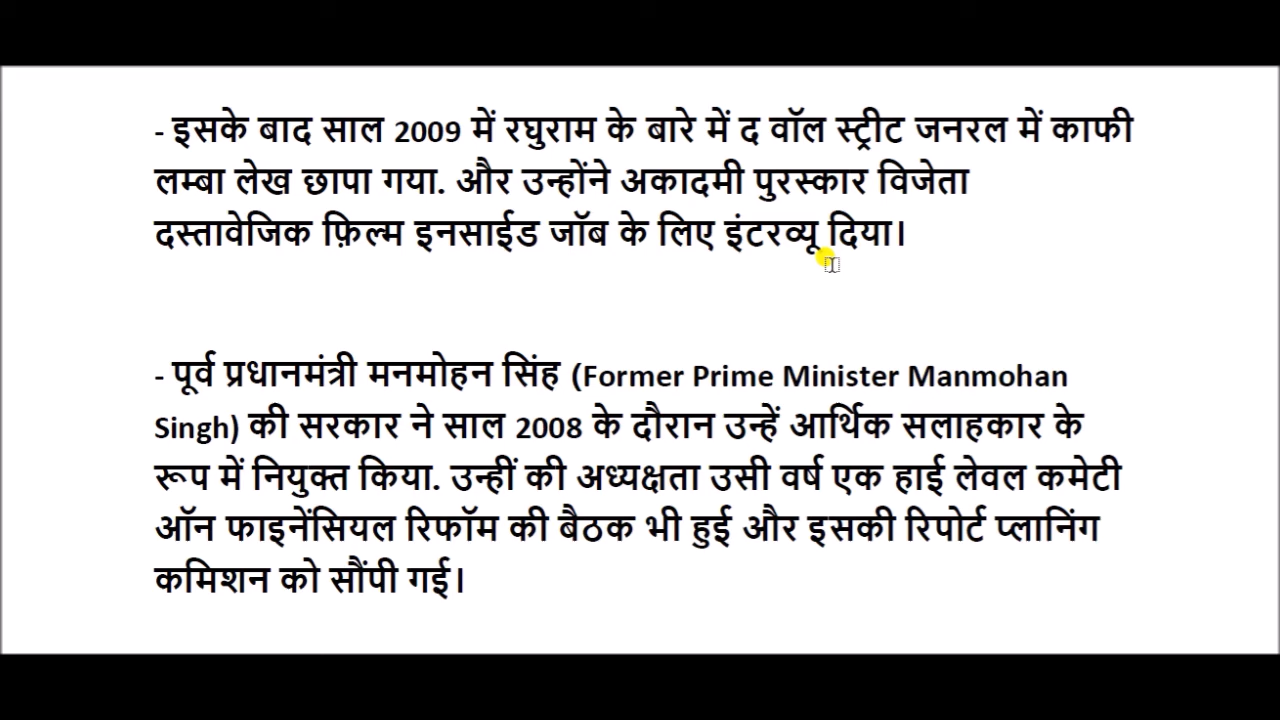 - इसके बाद साल 2009 में रघुराम के बारे में द वॉल स्ट्रीट जनरल में काफी
लम्बा लेख छापा गया. और उन्होंने अकादमी पुरस्कार विजेता
दस्तावेजिक फ़िल्म इनसाईड जॉब के लिए इंटरव्यू दिया।
- पूर्व प्रधानमंत्री मनमोहन सिंह (Former Prime Minister Manmohan
Singh) की सरकार ने साल 2008 के दौरान उन्हें आर्थिक सलाहकार के
रूप में नियुक्त किया. उन्हीं की अध्यक्षता उसी वर्ष एक हाई लेवल कमेटी
ऑन फाइनेंसियल रिफॉम की बैठक भी हुई और इसकी रिपोर्ट प्लानिंग
कमिशन को सौंपी गई।